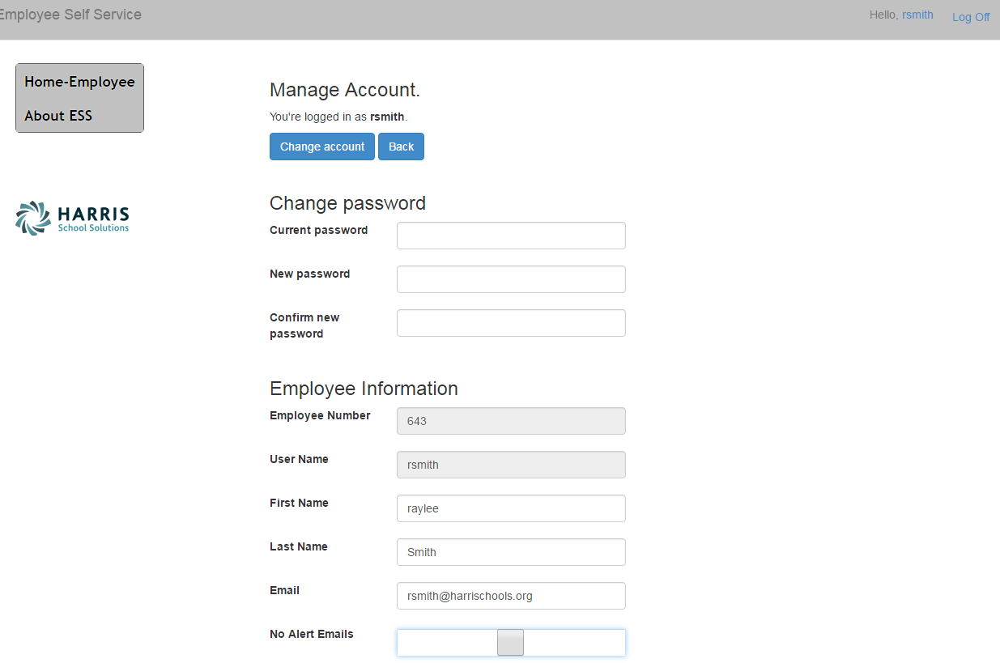 Employee Self Service
Hello, rsmith
Log Off
Home-Employee
About ESS
HARRIS
School Solutions
Manage Account.
You're logged in as rsmith.
Change account
Back
Change password
Current password
New password
Confirm new
password
Employee Information
Employee Number
643
User Name
rsmith
First Name
raylee
Last Name
Smith
Email
rsmith@harrischools.org
No Alert Emails